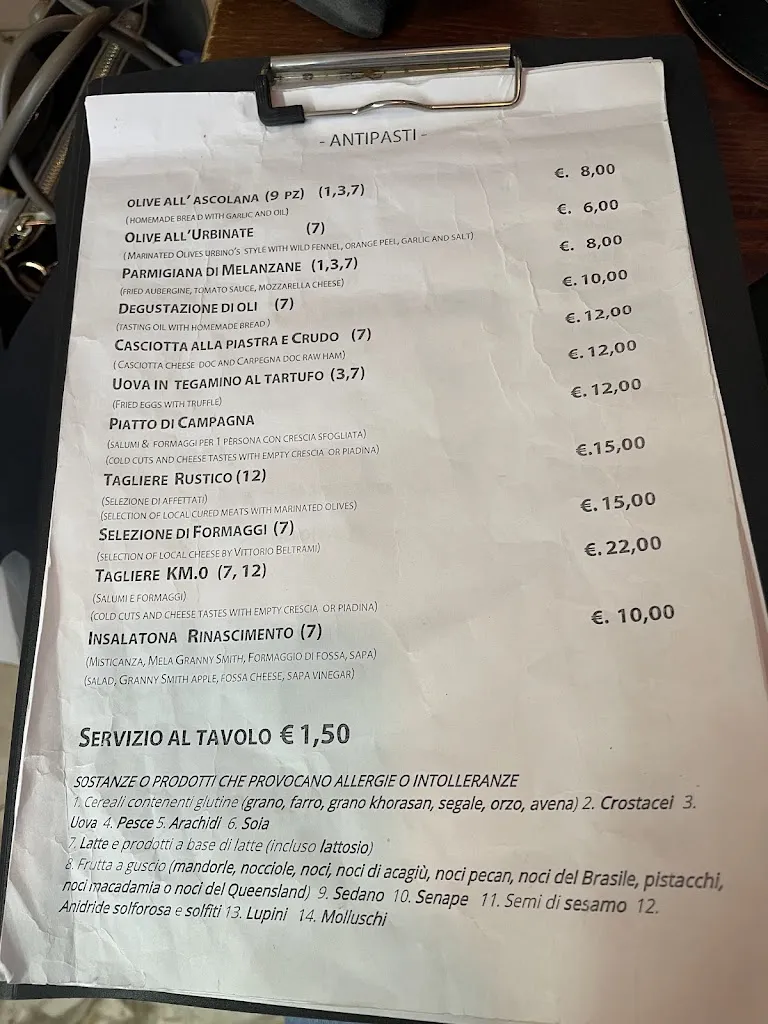 - ANTIPASTI -
OLIVE ALL' ASCOLANA (9 PZ) (1,3,7) €. 8,00
(HOMEMADE BREAD WITH GARLIC AND OIL)
OLIVE ALL'URBINATE (7) €. 6,00
(MARINATED OLIVES URBINO'S STYLE WITH WILD FENNEL, ORANGE PEEL, GARLIC AND SALT)
PARMIGIANA DI MELANZANE (1,3,7) €. 8,00
(FRIED AUBERGINE, TOMATO SAUCE, MOZZARELLA CHEESE)
DEGUSTAZIONE DI OLI (7) €. 10,00
(TASTING OIL WITH HOMEMADE BREAD )
CASCIOTTA ALLA PIASTRA E CRUDO (7) €. 12,00
( CASCIOTTA CHEESE DOC AND CARPEGNA DOC RAW HAM)
UOVA IN TEGAMINO AL TARTUFO (3,7) €. 12,00
(FRIED EGGS WITH TRUFFLE)
PIATTO DI CAMPAGNA €. 12,00
(SALUMI & FORMAGGI PER 1 PÈRSONA CON CRESCIA SFOGLIATA)
(COLD CUTS AND CHEESE TASTES WITH EMPTY CRESCIA OR PIADINA)
TAGLIERE RUSTICO (12) €. 15,00
(SELEZIONE DI AFFETTATI)
(SELECTION OF LOCAL CURED MEATS WITH MARINATED OLIVES)
SELEZIONE DI FORMAGGI (7) €. 15,00
(SELECTION OF LOCAL CHEESE BY VITTORIO BELTRAMI)
TAGLIERE KM.0 (7, 12) €. 22,00
(SALUMI E FORMAGGI)
(COLD CUTS AND CHEESE TASTES WITH EMPTY CRESCIA OR PIADINA)
INSALATONA RINASCIMENTO (7) €. 10,00
(MISTICANZA, MELA GRANNY SMITH, FORMAGGIO DI FOSSA, SAPA)
(SALAD, GRANNY SMITH APPLE, FOSSA CHEESE, SAPA VINEGAR)
SERVIZIO AL TAVOLO € 1,50
SOSTANZE O PRODOTTI CHE PROVOCANO ALLERGIE O INTOLLERANZE
1. Cereali contenenti glutine (grano, farro, grano khorasan, segale, orzo, avena) 2. Crostacei 3.
Uova 4. Pesce 5. Arachidi 6. Soia
7. Latte e prodotti a base di latte (incluso lattosio)
8. Frutta a guscio (mandorle, nocciole, noci, noci di acagiù, noci pecan, noci del Brasile, pistacchi,
noci macadamia o noci del Queensland) 9. Sedano 10. Senape 11. Semi di sesamo 12.
Anidride solforosa e solfiti 13. Lupini 14. Molluschi